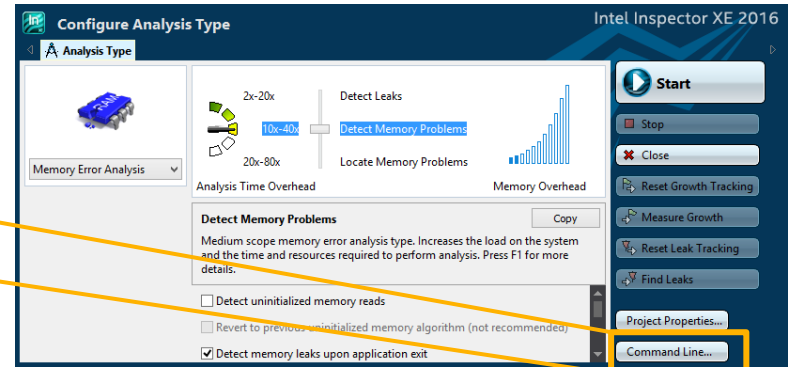 Configure Analysis Type
Intel Inspector XE 2016
Analysis Type
RAM
Memory Error Analysis
2x-20x
Detect Leaks
10x-40x
Detect Memory Problems
20x-80x
Locate Memory Problems
Analysis Time Overhead
Memory Overhead
Detect Memory Problems
Copy
Medium scope memory error analysis type. Increases the load on the system
and the time and resources required to perform analysis. Press F1 for more
details.
Detect uninitialized memory reads
Revert to previous uninitialized memory algorithm (not recommended)
Detect memory leaks upon application exit
Start
Stop
Close
Reset Growth Tracking
Measure Growth
Reset Leak Tracking
Find Leaks
Project Properties...
Command Line...